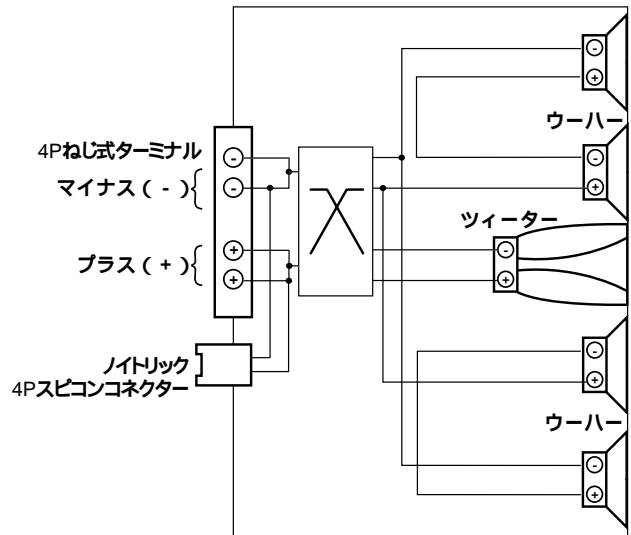 -
+
ウーハー
-
+
4Pねじ式ターミナル
-
マイナス ( - )
-
ツィーター
-
+
プラス ( + )
+
+
ノイトリック
4Pスピコンコネクター
-
+
ウーハー
-
+